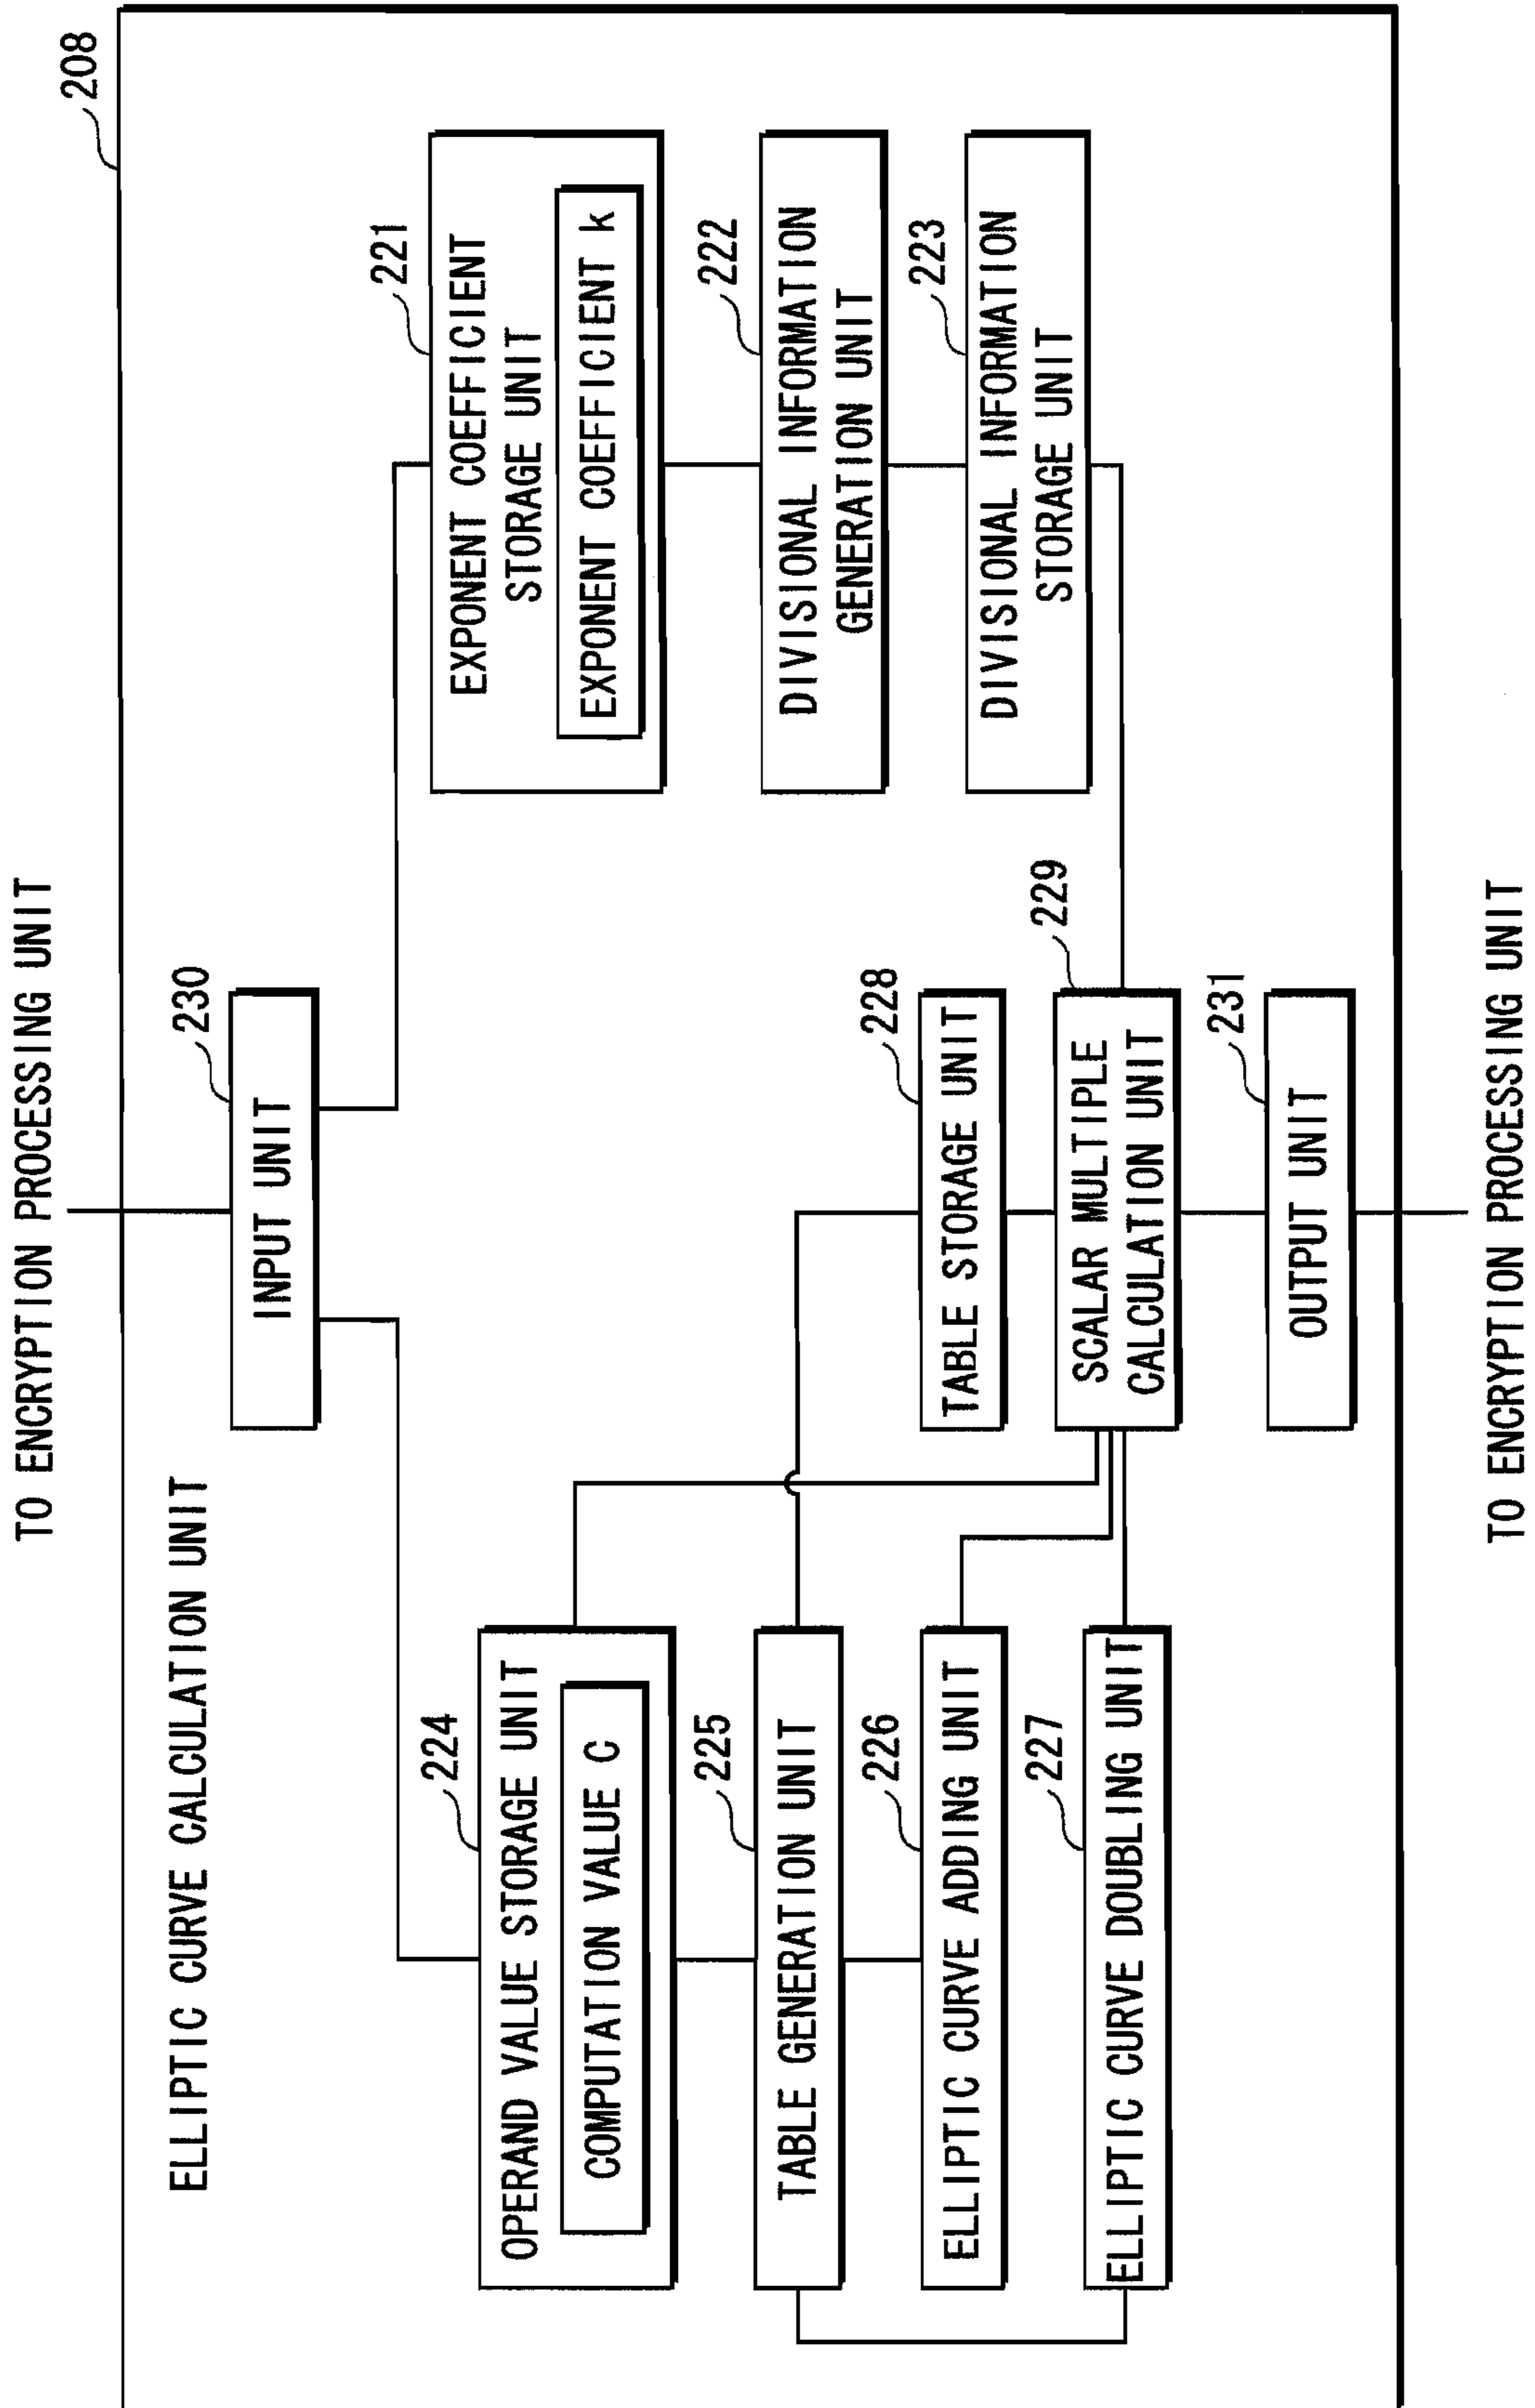 TO ENCRYPTION PROCESSING UNIT
208
ELLIPTIC CURVE CALCULATION UNIT
230
INPUT UNIT
224
OPERAND VALUE STORAGE UNIT
COMPUTATION VALUE C
225
TABLE GENERATION UNIT
226
ELLIPTIC CURVE ADDING UNIT
227
ELLIPTIC CURVE DOUBLING UNIT
228
TABLE STORAGE UNIT
229
SCALAR MULTIPLE
CALCULATION UNIT
231
OUTPUT UNIT
221
EXPONENT COEFFICIENT
STORAGE UNIT
EXPONENT COEFFICIENT k
222
DIVISIONAL INFORMATION
GENERATION UNIT
223
DIVISIONAL INFORMATION
STORAGE UNIT
TO ENCRYPTION PROCESSING UNIT